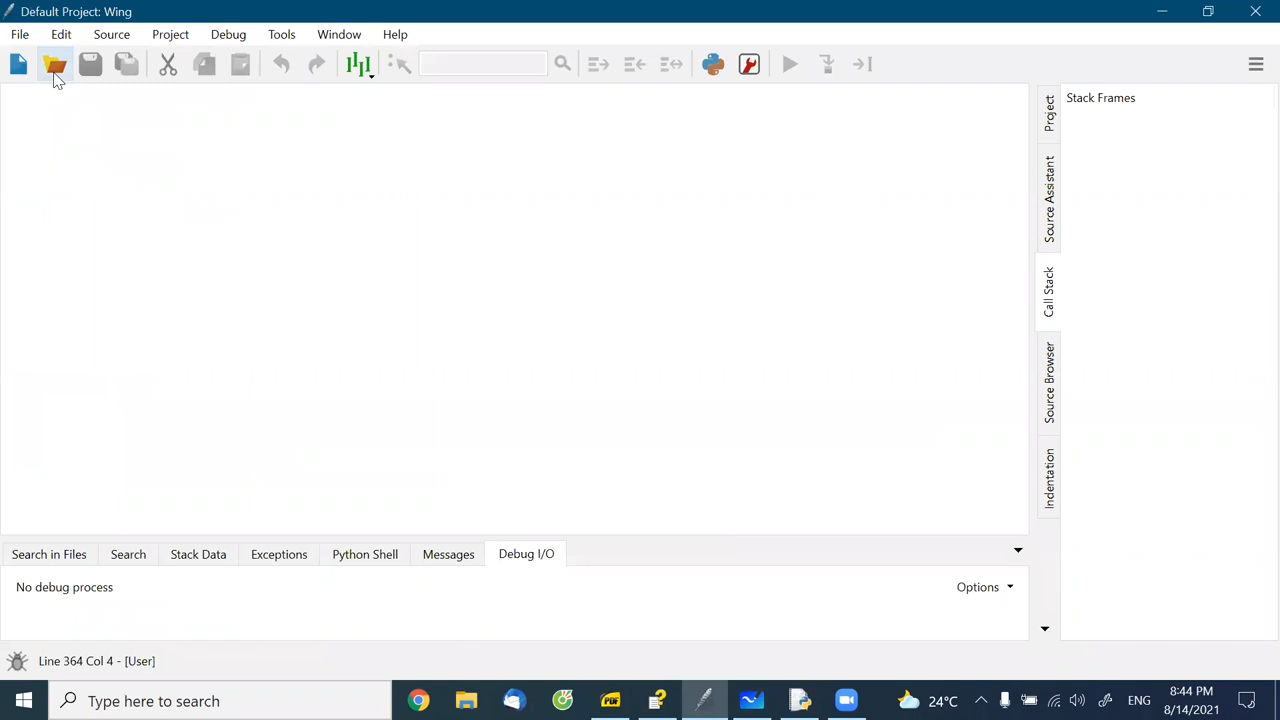 Default Project: Wing
File Edit Source Project Debug Tools Window Help
Project
Source Assistant
Call Stack
Source Browser
Indentation
Stack Frames
Search in Files Search Stack Data Exceptions Python Shell Messages Debug I/O
No debug process Options
Line 364 Col 4 - [User]
Type here to search
PDF
24°C
ENG
8:44 PM
8/14/2021